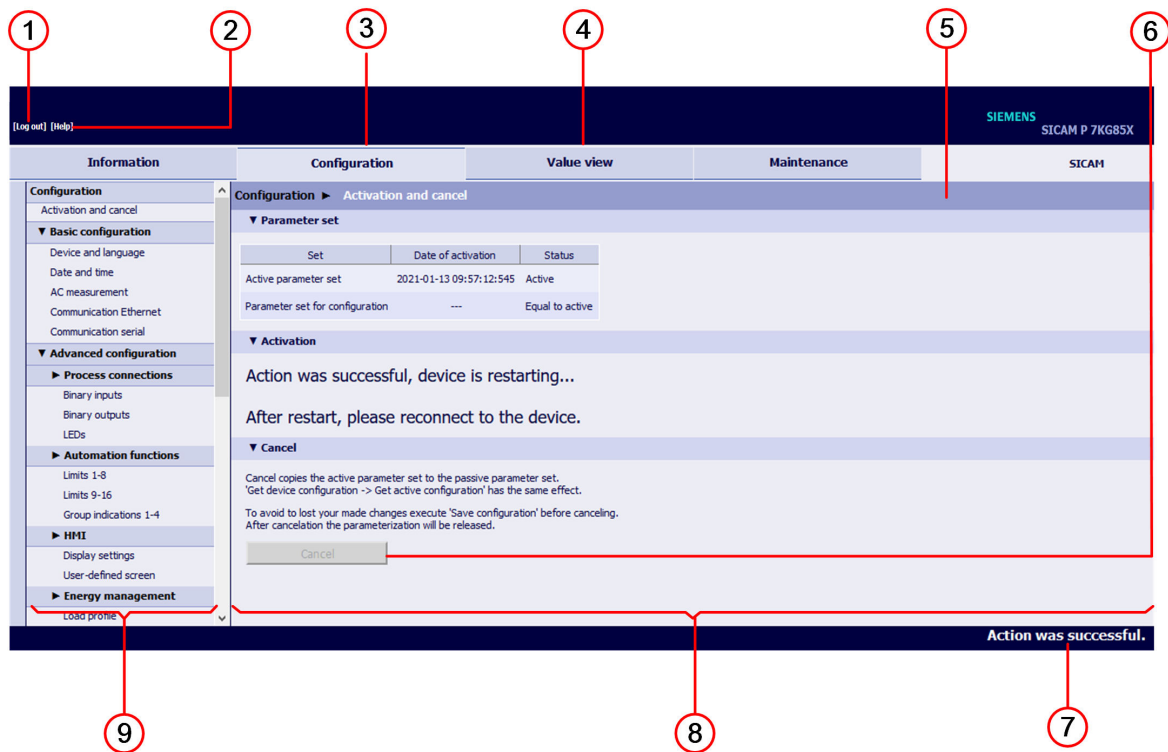 1
2
3
4
5
6
[Log out] [Help]
SIEMENS
SICAM P 7KG85X
Information
Configuration
Value view
Maintenance
SICAM
Configuration
Activation and cancel
▼ Basic configuration
Device and language
Date and time
AC measurement
Communication Ethernet
Communication serial
▼ Advanced configuration
► Process connections
Binary inputs
Binary outputs
LEDs
► Automation functions
Limits 1-8
Limits 9-16
Group indications 1-4
► HMI
Display settings
User-defined screen
► Energy management
Load profile
Configuration ► Activation and cancel
▼ Parameter set
Set Date of activation Status
Active parameter set 2021-01-13 09:57:12:545 Active
Parameter set for configuration --- Equal to active
▼ Activation
Action was successful, device is restarting...
After restart, please reconnect to the device.
▼ Cancel
Cancel copies the active parameter set to the passive parameter set.
'Get device configuration -> Get active configuration' has the same effect.
To avoid to lost your made changes execute 'Save configuration' before canceling.
After cancelation the parameterization will be released.
Cancel
Action was successful.
9
8
7